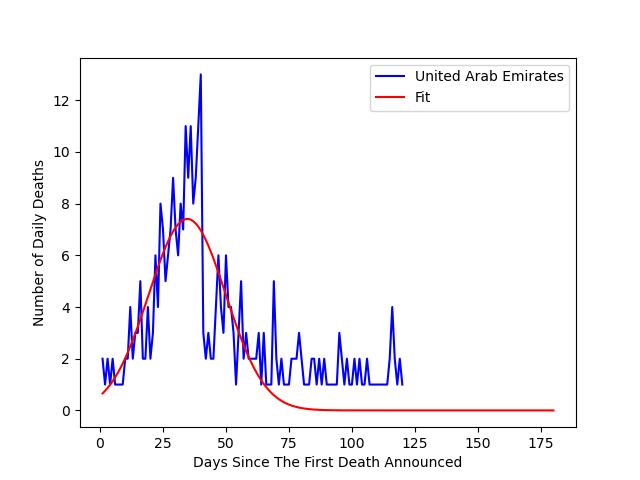 United Arab Emirates
Fit
12
10
8
6
4
2
0
Number of Daily Deaths
0 25 50 75 100 125 150 175
Days Since The First Death Announced